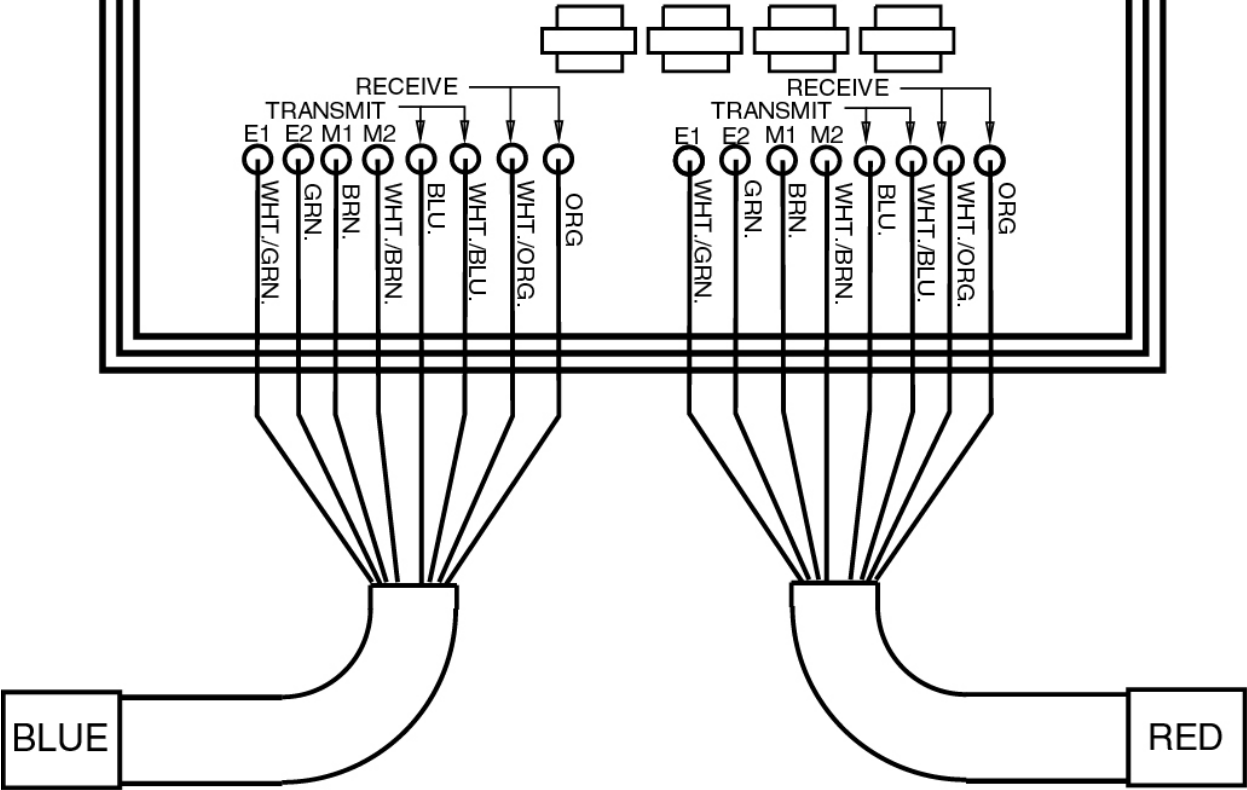 RECEIVE
TRANSMIT
E1 E2 M1 M2
WHT./GRN.
GRN.
BRN.
WHT./BRN.
BLU.
WHT./BLU.
WHT./ORG.
ORG
RECEIVE
TRANSMIT
E1 E2 M1 M2
WHT./GRN.
GRN.
BRN.
WHT./BRN.
BLU.
WHT./BLU.
WHT./ORG.
ORG
BLUE
RED